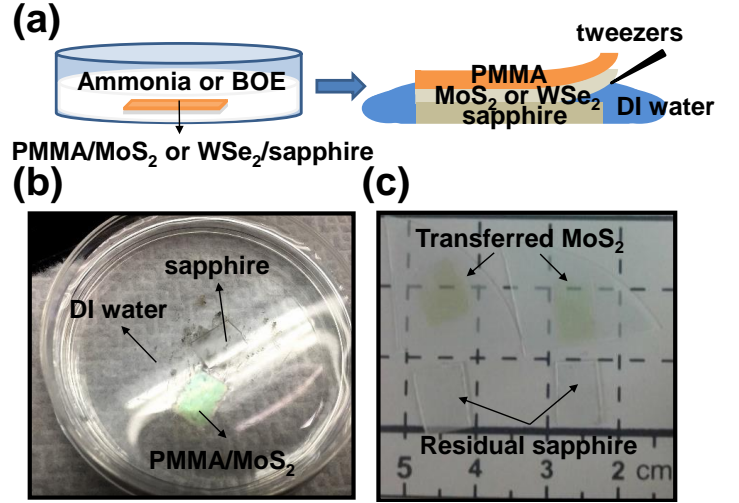 (a)
tweezers
Ammonia or BOE
PMMA
MoS₂ or WSe₂
sapphire
DI water
PMMA/MoS₂ or WSe₂/sapphire
(b)
(c)
sapphire
DI water
PMMA/MoS₂
Transferred MoS₂
Residual sapphire
5 4 3 2 cm